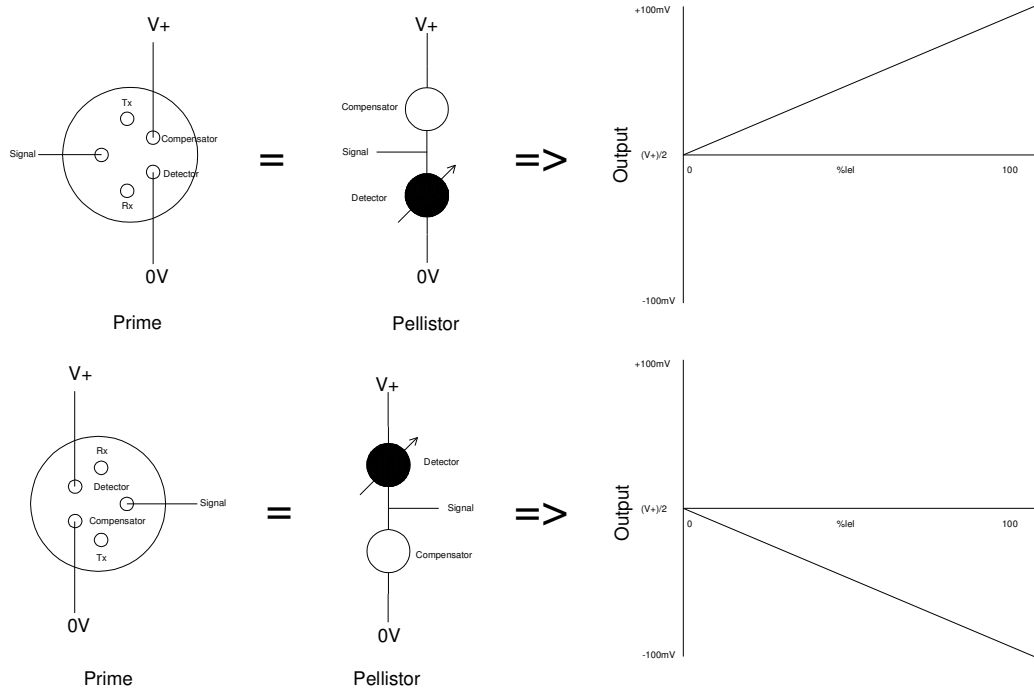 V+
Tx
Compensator
Signal
Detector
Rx
0V
Prime
=
V+
Compensator
Signal
Detector
0V
Pellistor
=>
+100mV
Output
(V+)/2
0
%lel
100
-100mV
V+
Rx
Detector
Signal
Compensator
Tx
0V
Prime
=
V+
Detector
Signal
Compensator
0V
Pellistor
=>
+100mV
Output
(V+)/2
0
%lel
100
-100mV